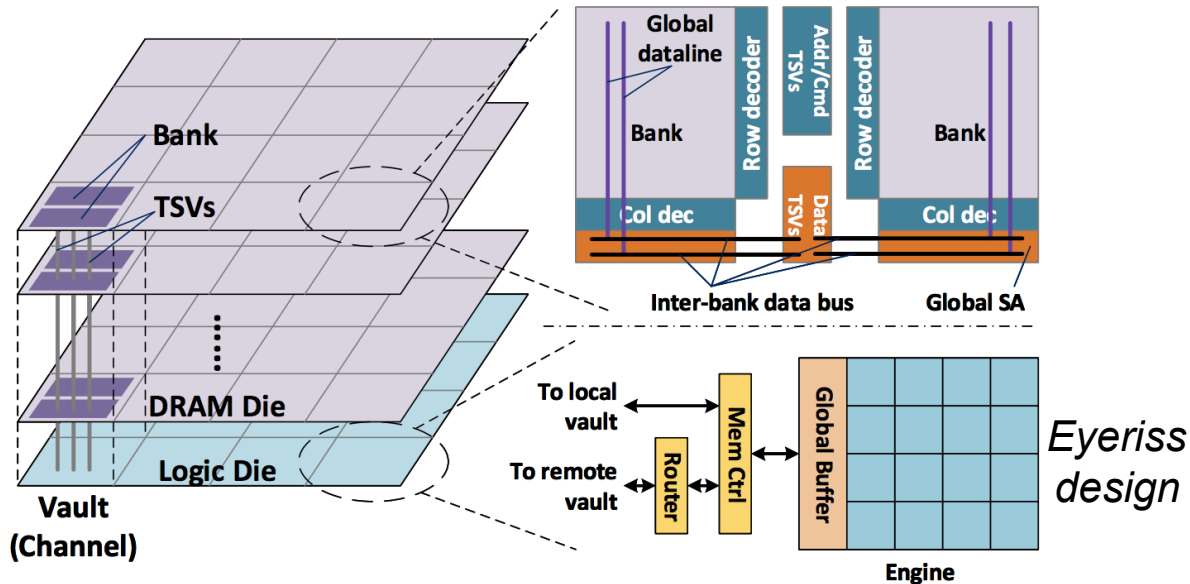 Bank
TSVs
DRAM Die
Logic Die
Vault
(Channel)
Global
dataline
Row decoder
Addr/Cmd
TSVs
Row decoder
Bank
Bank
Col dec
Data
TSVs
Col dec
Inter-bank data bus
Global SA
To local
vault
To remote
vault
Router
Mem Ctrl
Global Buffer
Engine
Eyeriss
design